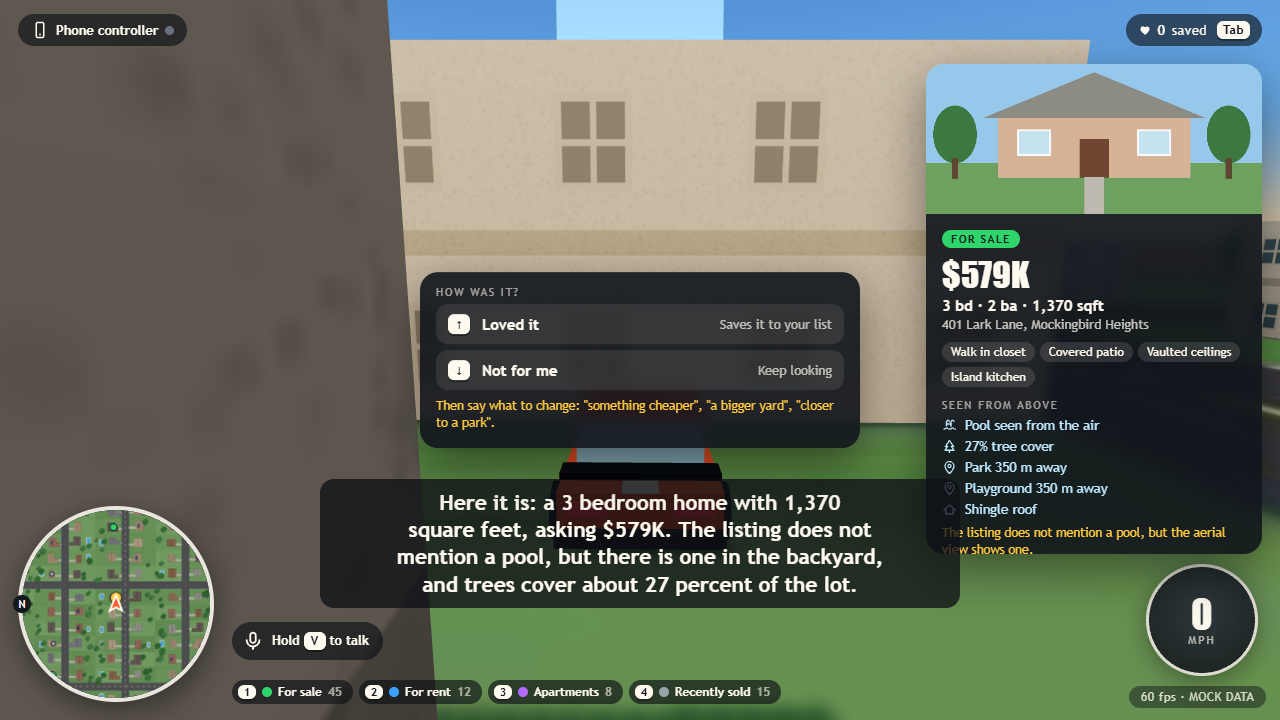 Phone controller
0 saved Tab
FOR SALE
$579K
3 bd · 2 ba · 1,370 sqft
401 Lark Lane, Mockingbird Heights
Walk in closet
Covered patio
Vaulted ceilings
Island kitchen
SEEN FROM ABOVE
Pool seen from the air
27% tree cover
Park 350 m away
Playground 350 m away
Shingle roof
The listing does not mention a pool, but the aerial
view shows one.
HOW WAS IT?
↑ Loved it Saves it to your list
↓ Not for me Keep looking
Then say what to change: "something cheaper", "a bigger yard", "closer
to a park".
Here it is: a 3 bedroom home with 1,370
square feet, asking $579K. The listing does not
mention a pool, but there is one in the backyard,
and trees cover about 27 percent of the lot.
N
Hold V to talk
1 For sale 45
2 For rent 12
3 Apartments 8
4 Recently sold 15
0
MPH
60 fps · MOCK DATA